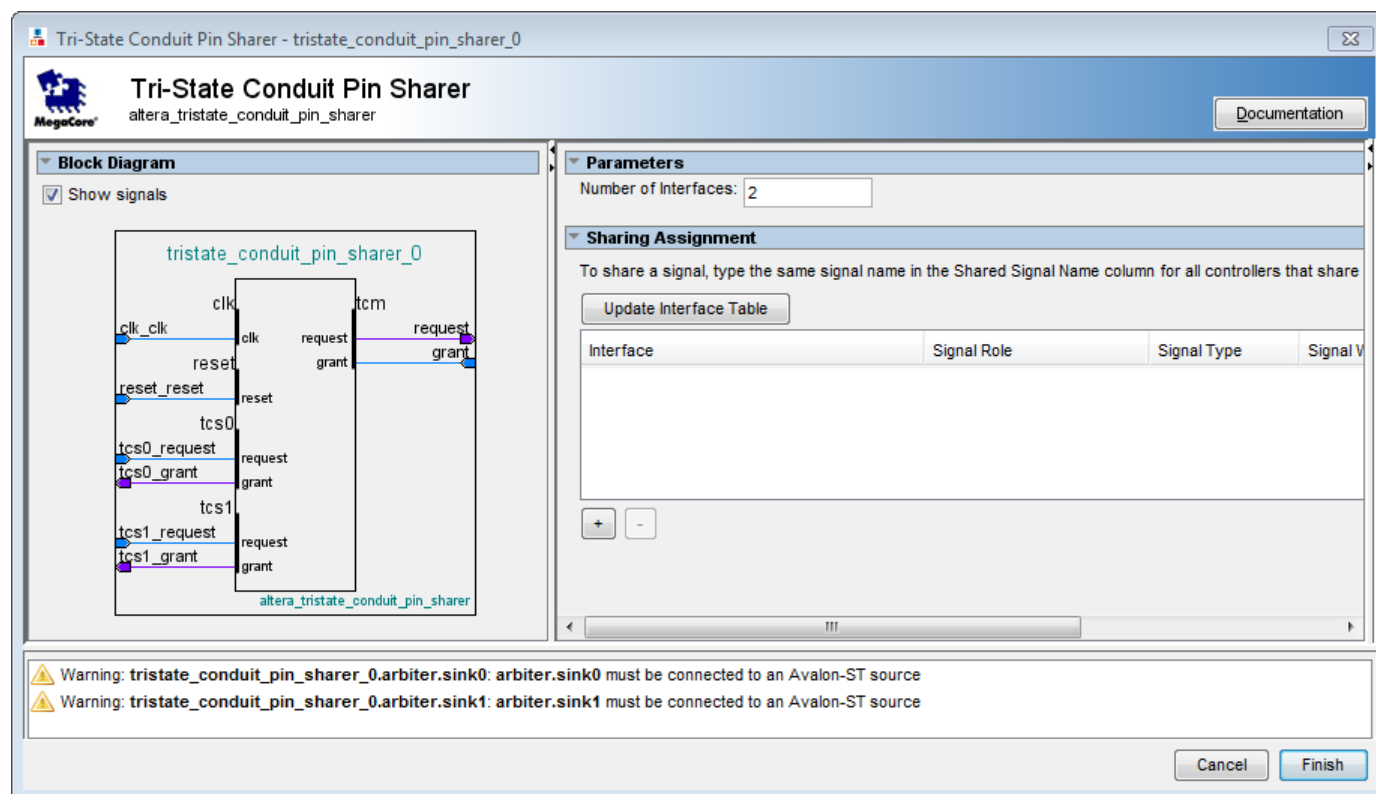 Tri-State Conduit Pin Sharer - tristate_conduit_pin_sharer_0
MegaCore'
Tri-State Conduit Pin Sharer
altera_tristate_conduit_pin_sharer
Documentation
Block Diagram
Show signals
tristate_conduit_pin_sharer_0
clk
tcm
clk_clk
request
clk
request
grant
reset
grant
reset_reset
reset
tcs0
tcs0_request
request
tcs0_grant
grant
tcs1
tcs1_request
request
tcs1_grant
grant
altera_tristate_conduit_pin_sharer
Parameters
Number of Interfaces: 2
Sharing Assignment
To share a signal, type the same signal name in the Shared Signal Name column for all controllers that share
Update Interface Table
Interface Signal Role Signal Type Signal W
+ -
Warning: tristate_conduit_pin_sharer_0.arbiter.sink0: arbiter.sink0 must be connected to an Avalon-ST source
Warning: tristate_conduit_pin_sharer_0.arbiter.sink1: arbiter.sink1 must be connected to an Avalon-ST source
Cancel Finish